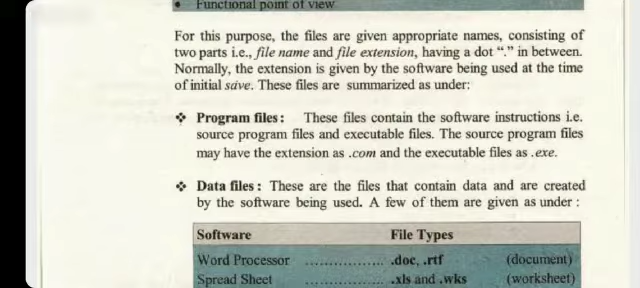 • Functional point of view
For this purpose, the files are given appropriate names, consisting of
two parts i.e., file name and file extension, having a dot “.” in between.
Normally, the extension is given by the software being used at the time
of initial save. These files are summarized as under:
❖ Program files : These files contain the software instructions i.e.
source program files and executable files. The source program files
may have the extension as .com and the executable files as .exe.
❖ Data files : These are the files that contain data and are created
by the software being used. A few of them are given as under :
Software File Types
Word Processor .................. .doc, .rtf (document)
Spread Sheet .................. .xls and .wks (worksheet)